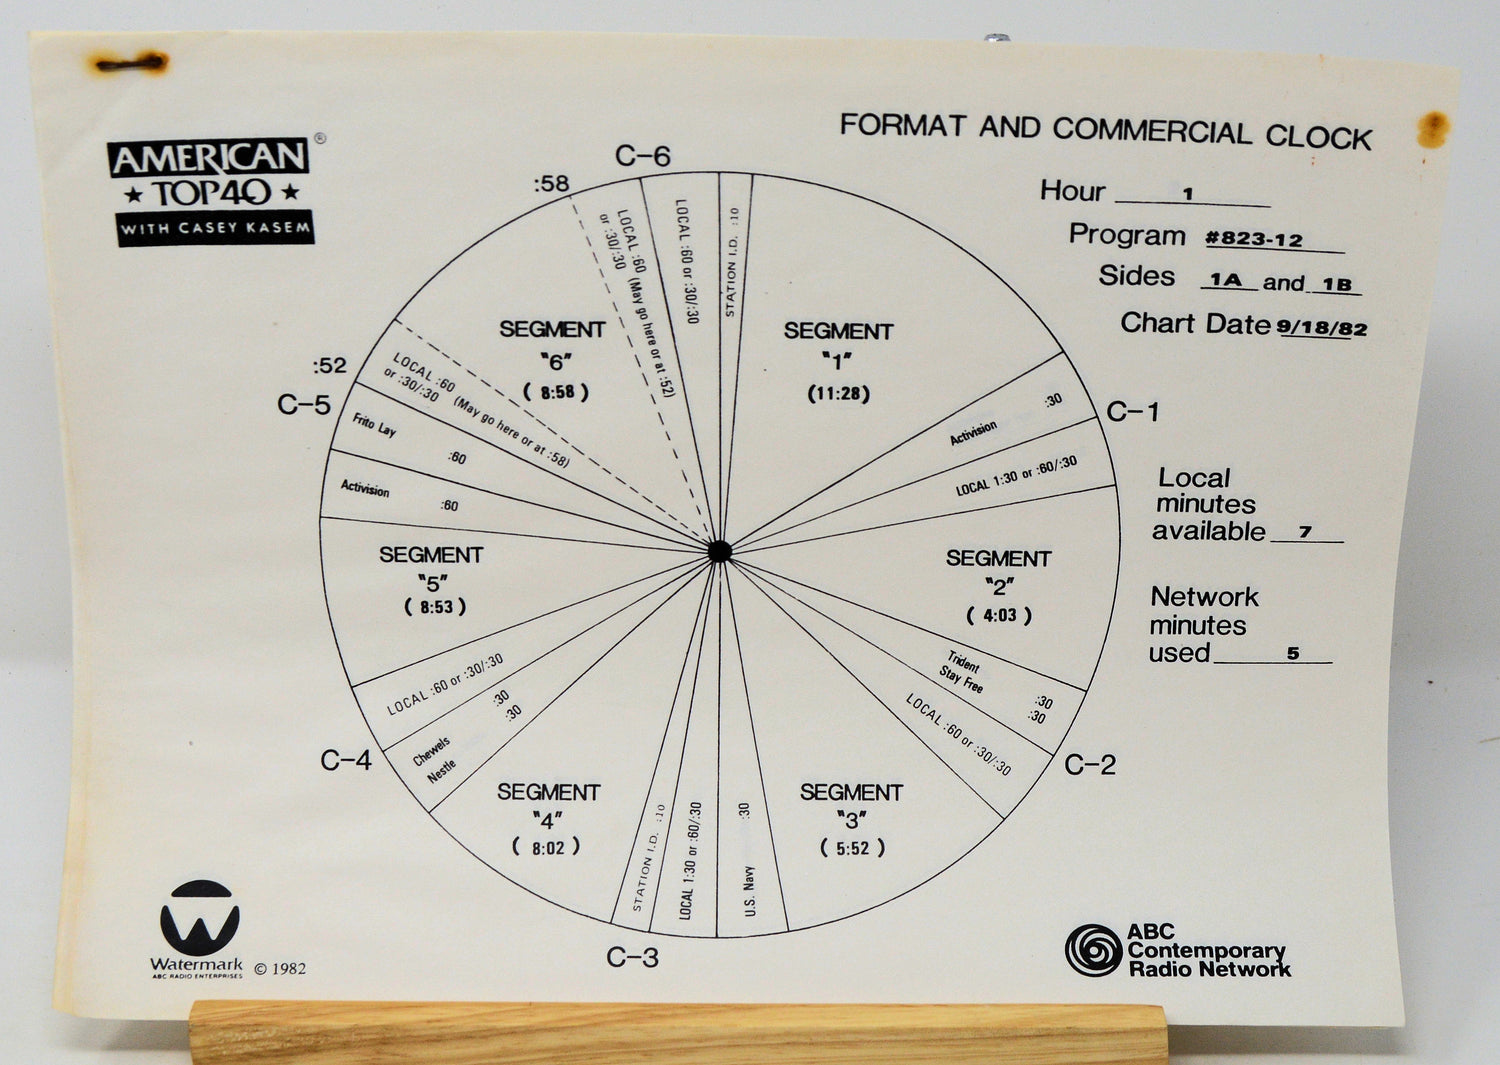 AMERICAN ®
★ TOP40 ★
WITH CASEY KASEM
FORMAT AND COMMERCIAL CLOCK
Hour 1
Program #823-12
Sides 1A and 1B
Chart Date 9/18/82
Local
minutes
available 7
Network
minutes
used 5
STATION I.D. :10
SEGMENT
"1"
(11:28)
C-1
Activision :30
LOCAL 1:30 or :60/:30
SEGMENT
"2"
( 4:03 )
C-2
Trident :30
Stay Free :30
LOCAL :60 or :30/:30
SEGMENT
"3"
( 5:52 )
U.S. Navy :30
LOCAL 1:30 or :60/:30
STATION I.D. :10
C-3
SEGMENT
"4"
( 8:02 )
Chewels :30
Nestle :30
C-4
LOCAL :60 or :30/:30
SEGMENT
"5"
( 8:53 )
Activision :60
Frito Lay :60
C-5
:52
LOCAL :60
or :30/:30 (May go here or at :58)
SEGMENT
"6"
( 8:58 )
:58
LOCAL :60
or :30/:30 (May go here or at :52)
C-6
LOCAL :60 or :30/:30
Watermark © 1982
ABC RADIO ENTERPRISES
ABC
Contemporary
Radio Network